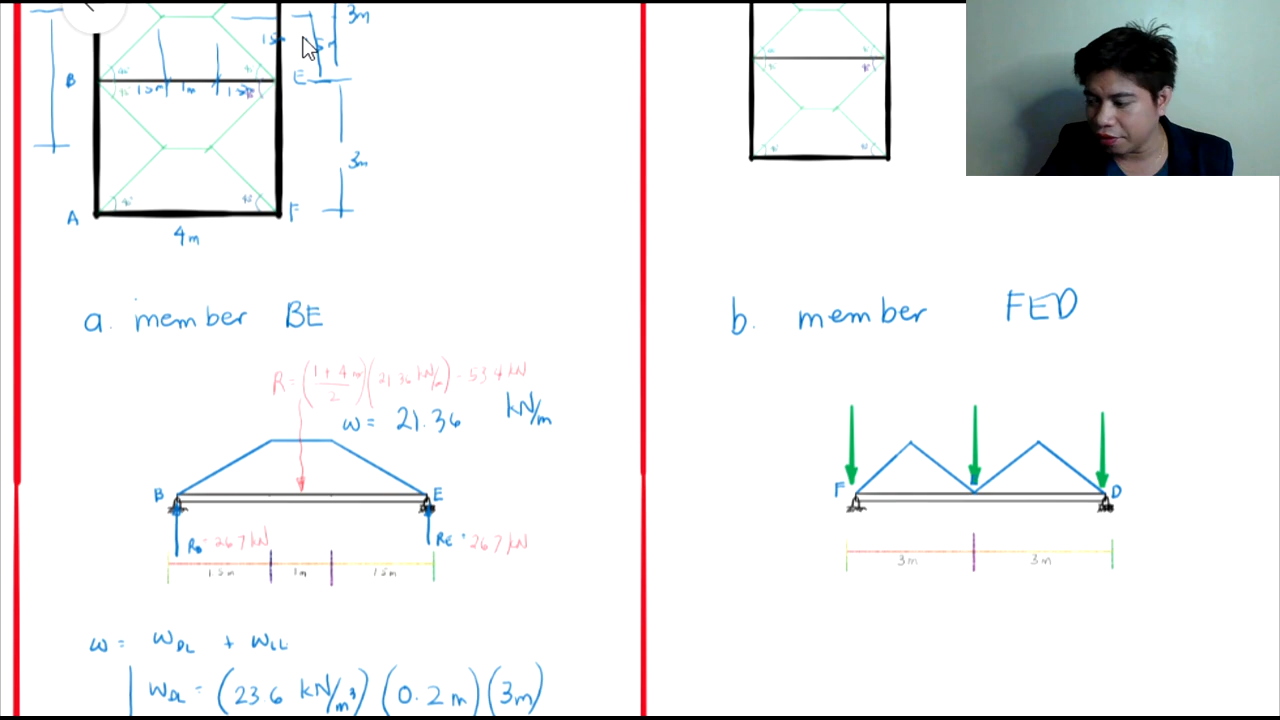 3m
B
E
1.5m 1m 1.5m
3m
A
F
4m
a. member BE
R = (1 + 4 m / 2)(21.36 kN/m) = 53.4 kN
w = 21.36 kN/m
B
E
RB = 26.7 kN
RE = 26.7 kN
1.5m 1m 1.5m
w = WDL + WLL
WDL = (23.6 kN/m³)(0.2m)(3m)
b. member FED
F
D
3m 3m